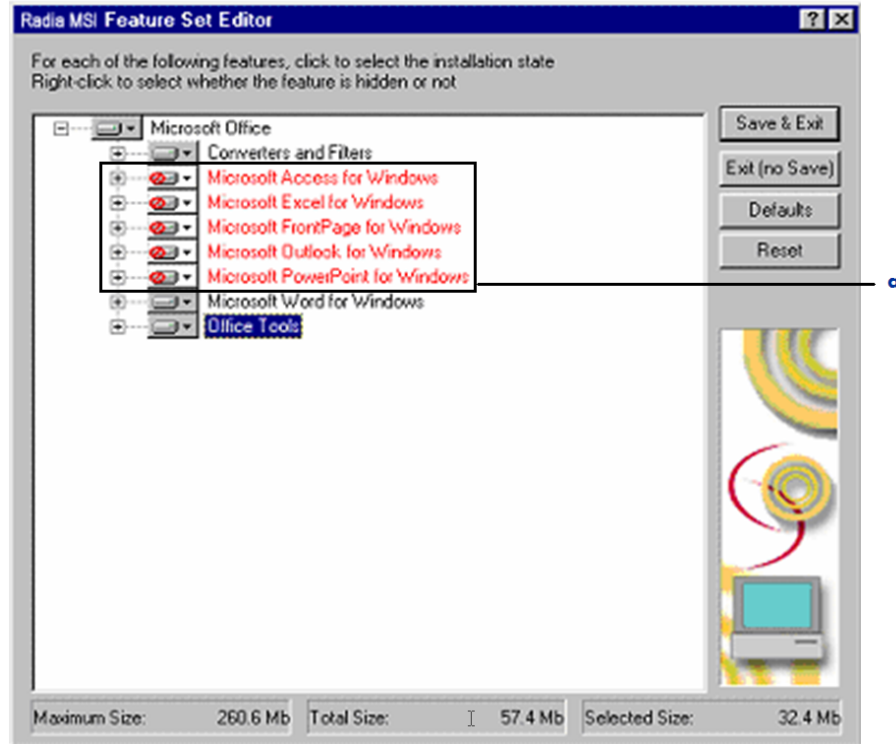 Radia MSI Feature Set Editor
For each of the following features, click to select the installation state
Right-click to select whether the feature is hidden or not
Microsoft Office
Converters and Filters
Microsoft Access for Windows
Microsoft Excel for Windows
Microsoft FrontPage for Windows
Microsoft Outlook for Windows
Microsoft PowerPoint for Windows
Microsoft Word for Windows
Office Tools
Save & Exit
Exit (no Save)
Defaults
Reset
Maximum Size: 260.6 Mb Total Size: 57.4 Mb Selected Size: 32.4 Mb